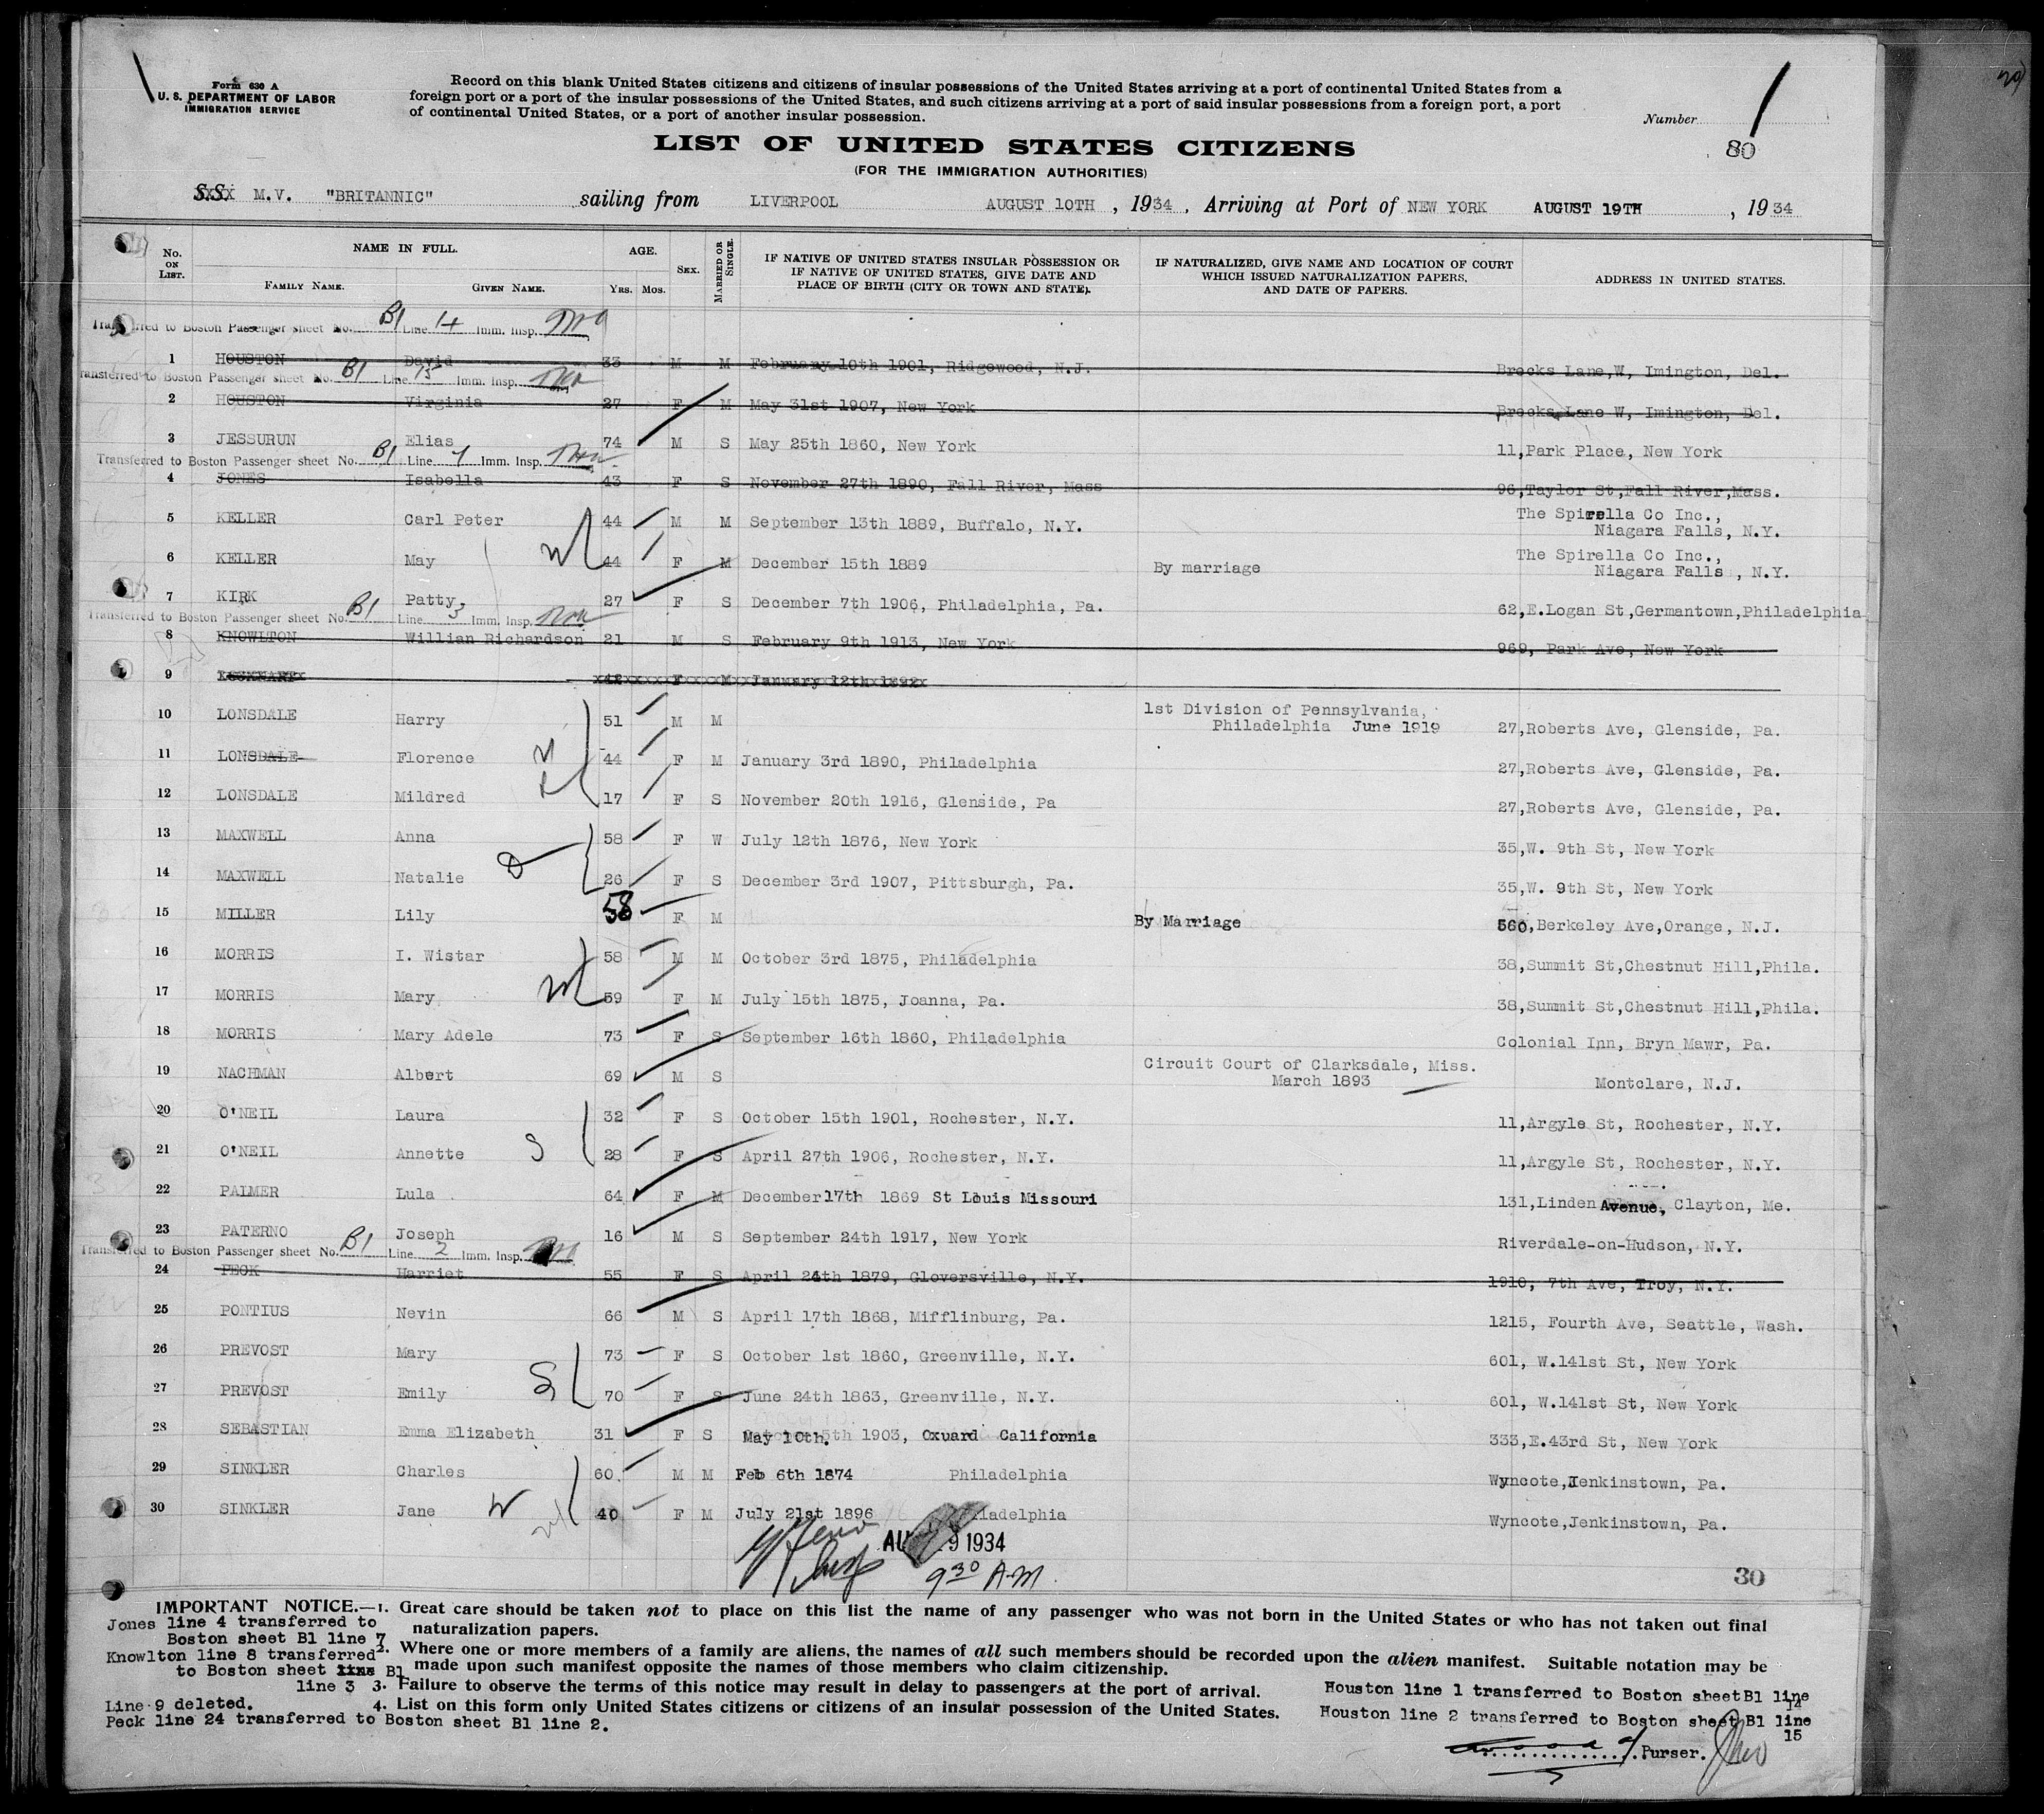 Form 630 A
U. S. DEPARTMENT OF LABOR
IMMIGRATION SERVICE
Record on this blank United States citizens and citizens of insular possessions of the United States arriving at a port of continental United States from a
foreign port or a port of the insular possessions of the United States, and such citizens arriving at a port of said insular possessions from a foreign port, a port
of continental United States, or a port of another insular possession.
Number
80
LIST OF UNITED STATES CITIZENS
(FOR THE IMMIGRATION AUTHORITIES)
S.S. M.V. "BRITANNIC" sailing from LIVERPOOL AUGUST 10TH , 1934 , Arriving at Port of NEW YORK AUGUST 19TH , 1934
No. ON LIST. NAME IN FULL. FAMILY NAME. GIVEN NAME. AGE. YRS. MOS. SEX. MARRIED OR SINGLE. IF NATIVE OF UNITED STATES INSULAR POSSESSION OR IF NATIVE OF UNITED STATES, GIVE DATE AND PLACE OF BIRTH (CITY OR TOWN AND STATE). IF NATURALIZED, GIVE NAME AND LOCATION OF COURT WHICH ISSUED NATURALIZATION PAPERS, AND DATE OF PAPERS. ADDRESS IN UNITED STATES.
Transferred to Boston Passenger sheet No. B1 Line 14 Imm. Insp.
1 HOUSTON David 33 M M February 10th 1901, Ridgewood, N.J. Brecks Lane,W, Imington, Del.
Transferred to Boston Passenger sheet No. B1 Line 15 Imm. Insp.
2 HOUSTON Virginia 27 F M May 31st 1907, New York Brecks Lane W, Imington, Del.
3 JESSURUN Elias 74 M S May 25th 1860, New York 11,Park Place, New York
Transferred to Boston Passenger sheet No. B1 Line 7 Imm. Insp.
4 JONES Isabella 43 F S November 27th 1890, Fall River, Mass 96,Taylor St,Fall River,Mass.
5 KELLER Carl Peter 44 M M September 13th 1889, Buffalo, N.Y. The Spirella Co Inc., Niagara Falls, N.Y.
6 KELLER May 44 F M December 15th 1889 By marriage The Spirella Co Inc., Niagara Falls , N.Y.
7 KIRK Patty 27 F S December 7th 1906, Philadelphia, Pa. 62,E.Logan St,Germantown,Philadelphia
Transferred to Boston Passenger sheet No. B1 Line 3 Imm. Insp.
8 KNOWLTON Willian Richardson 21 M S February 9th 1913, New York 969, Park Ave, New York
9 42 F M January 12th 1892
10 LONSDALE Harry 51 M M 1st Division of Pennsylvania, Philadelphia June 1919 27,Roberts Ave, Glenside, Pa.
11 LONSDALE Florence 44 F M January 3rd 1890, Philadelphia 27,Roberts Ave, Glenside, Pa.
12 LONSDALE Mildred 17 F S November 20th 1916, Glenside, Pa 27,Roberts Ave, Glenside, Pa.
13 MAXWELL Anna 58 F W July 12th 1876, New York 35,W. 9th St, New York
14 MAXWELL Natalie 26 F S December 3rd 1907, Pittsburgh, Pa. 35,W. 9th St, New York
15 MILLER Lily 58 F M By Marriage 560,Berkeley Ave,Orange, N.J.
16 MORRIS I. Wistar 58 M M October 3rd 1875, Philadelphia 38,Summit St,Chestnut Hill,Phila.
17 MORRIS Mary 59 F M July 15th 1875, Joanna, Pa. 38,Summit St,Chestnut Hill,Phila.
18 MORRIS Mary Adele 73 F S September 16th 1860, Philadelphia Colonial Inn, Bryn Mawr, Pa.
19 NACHMAN Albert 69 M S Circuit Court of Clarksdale, Miss. March 1893 Montclare, N.J.
20 O'NEIL Laura 32 F S October 15th 1901, Rochester, N.Y. 11,Argyle St, Rochester, N.Y.
21 O'NEIL Annette 28 F S April 27th 1906, Rochester, N.Y. 11,Argyle St, Rochester, N.Y.
22 PALMER Lula 64 F M December 17th 1869 St Louis Missouri 131,Linden Avenue, Clayton, Me.
23 PATERNO Joseph 16 M S September 24th 1917, New York Riverdale-on-Hudson, N.Y.
Transferred to Boston Passenger sheet No. B1 Line 2 Imm. Insp.
24 PECK Harriet 55 F S April 24th 1879, Gloversville, N.Y. 1910, 7th Ave, Troy, N.Y.
25 PONTIUS Nevin 66 M S April 17th 1868, Mifflinburg, Pa. 1215, Fourth Ave, Seattle, Wash.
26 PREVOST Mary 73 F S October 1st 1860, Greenville, N.Y. 601, W.141st St, New York
27 PREVOST Emily 70 F S June 24th 1863, Greenville, N.Y. 601, W.141st St, New York
28 SEBASTIAN Emma Elizabeth 31 F S May 10th. 1903, Oxuard California 333,E.43rd St, New York
29 SINKLER Charles 60 M M Feb 6th 1874 Philadelphia Wyncote,Jenkinstown, Pa.
30 SINKLER Jane 40 F M July 21st 1896 Philadelphia Wyncote,Jenkinstown, Pa.
AUG 19 1934
9 30 A.M.
30
IMPORTANT NOTICE.—1. Great care should be taken not to place on this list the name of any passenger who was not born in the United States or who has not taken out final
naturalization papers.
2. Where one or more members of a family are aliens, the names of all such members should be recorded upon the alien manifest. Suitable notation may be
made upon such manifest opposite the names of those members who claim citizenship.
3. Failure to observe the terms of this notice may result in delay to passengers at the port of arrival.
4. List on this form only United States citizens or citizens of an insular possession of the United States.
Jones line 4 transferred to
Boston sheet B1 line 7
Knowlton line 8 transferred
to Boston sheet line B1
line 3
Line 9 deleted.
Peck line 24 transferred to Boston sheet B1 line 2.
Houston line 1 transferred to Boston sheet B1 line
14
Houston line 2 transferred to Boston sheet B1 line
15
Purser.